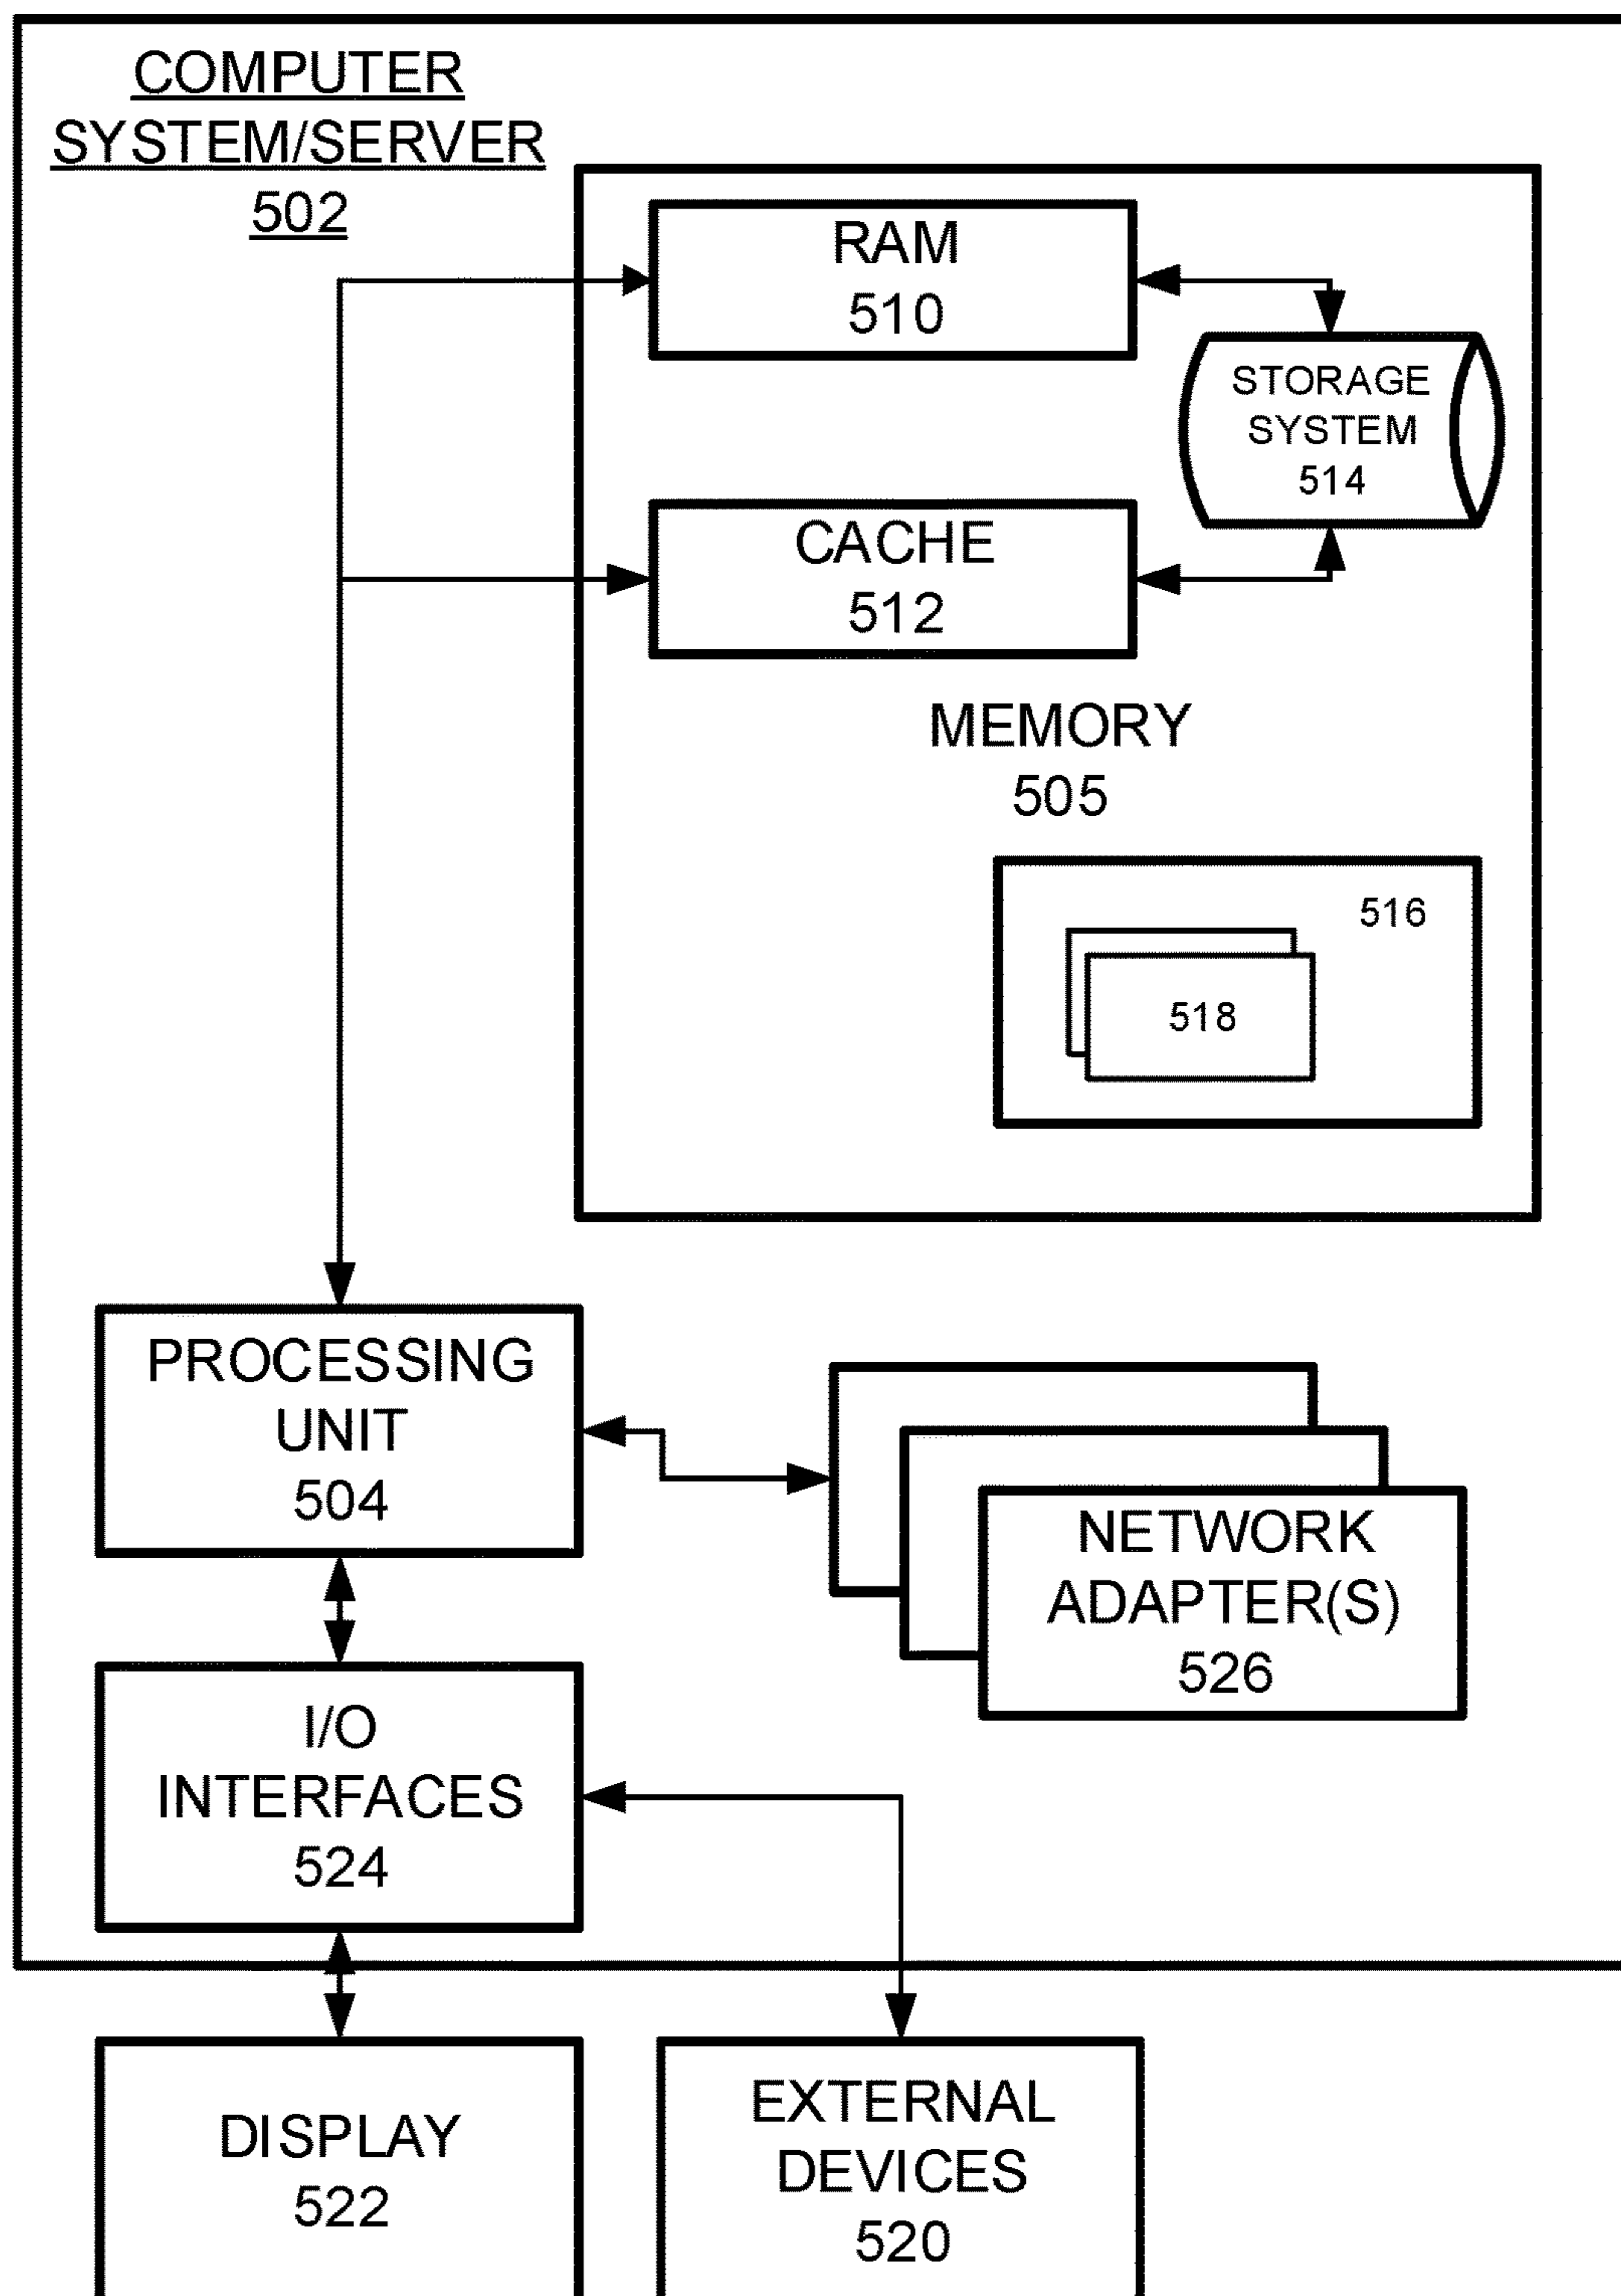 COMPUTER
SYSTEM/SERVER
502
RAM
510
STORAGE
SYSTEM
514
CACHE
512
MEMORY
505
516
518
PROCESSING
UNIT
504
NETWORK
ADAPTER(S)
526
I/O
INTERFACES
524
DISPLAY
522
EXTERNAL
DEVICES
520